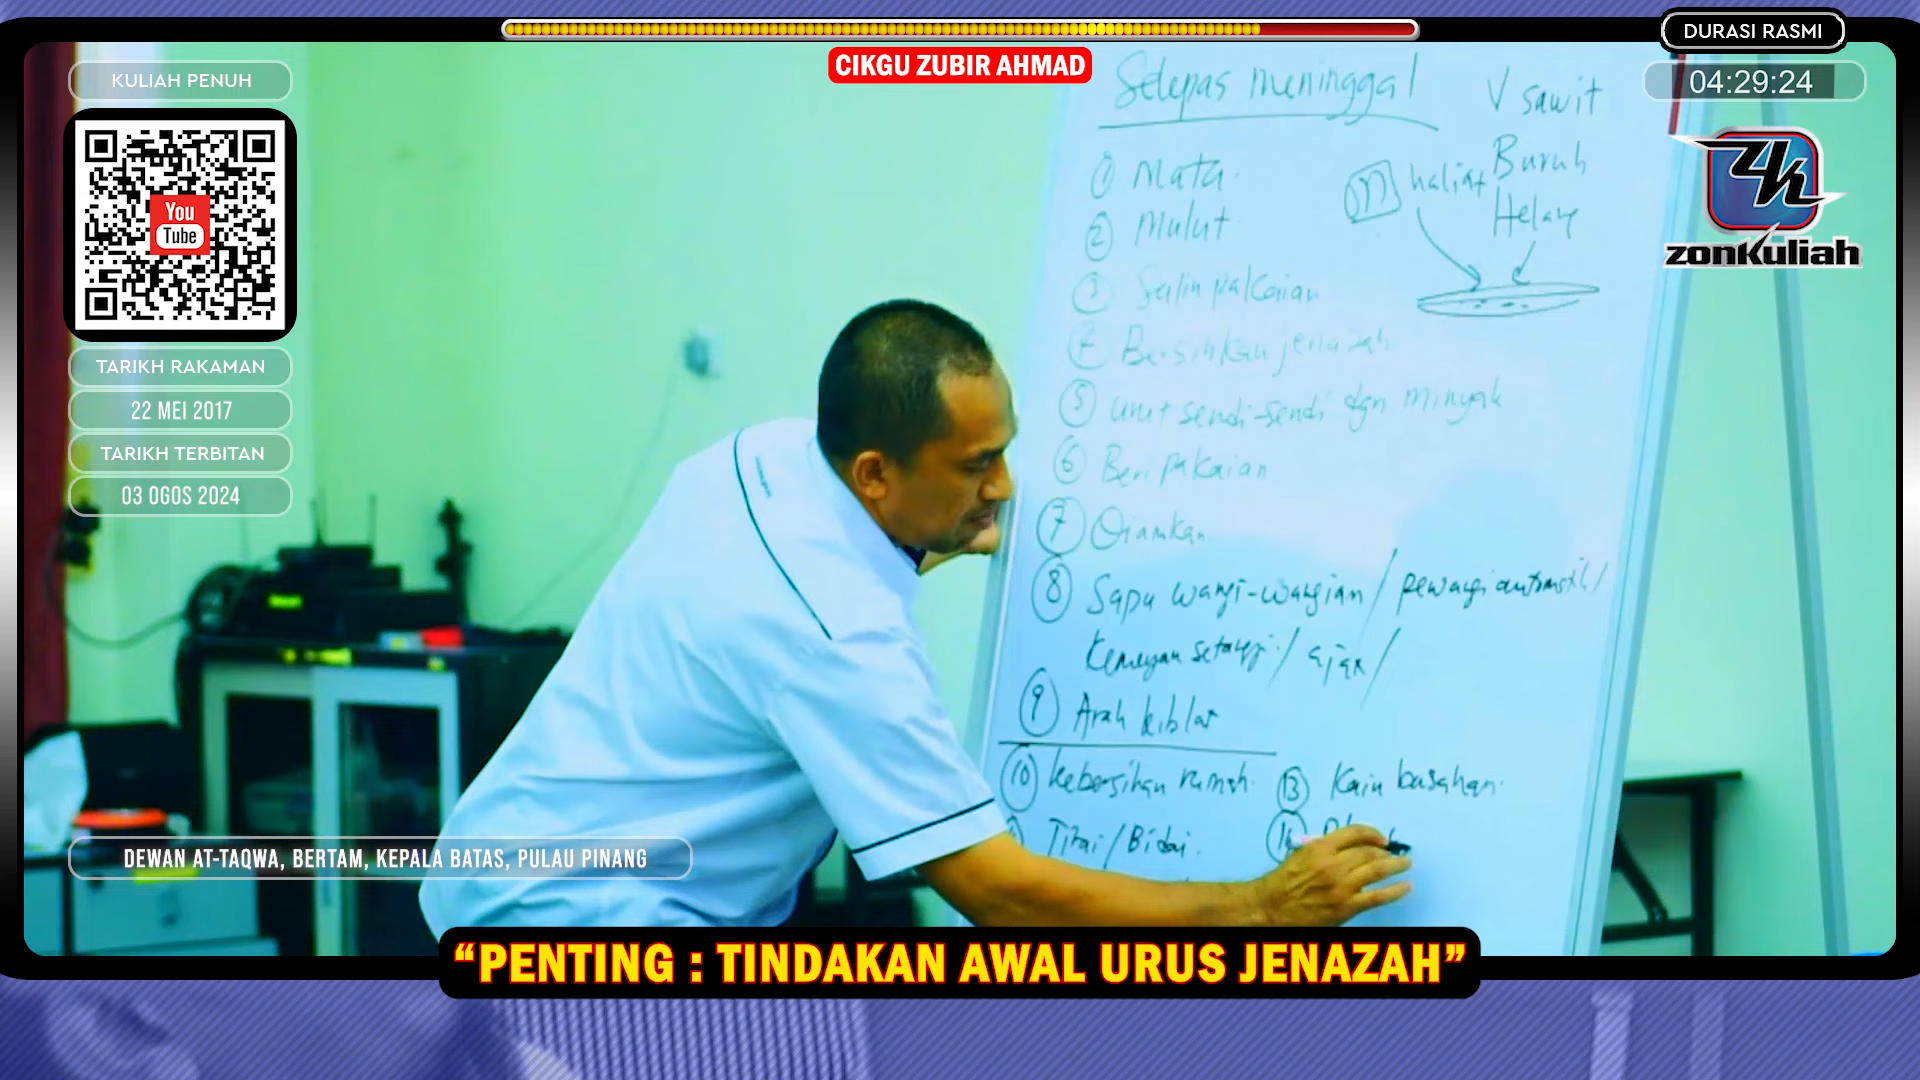 DURASI RASMI
04:29:24
CIKGU ZUBIR AHMAD
KULIAH PENUH
You
Tube
TARIKH RAKAMAN
22 MEI 2017
TARIKH TERBITAN
03 OGOS 2024
zonkuliah
DEWAN AT-TAQWA, BERTAM, KEPALA BATAS, PULAU PINANG
Selepas meninggal
① Mata.
② Mulut
③ Salin pakaian
Bersihkan jenazah
⑤ urut sendi-sendi dgn minyak
⑥ Beri pakaian
⑦ Qiamkan
⑧ Sapu wangi-wangian / pewangi automatik /
Kemeyan setanggi /
⑨ Arah kiblat
⑩ kebersihan rumah.
Tirai / Bidai.
⑬ Kain basahan.
⑭
√ sawit
Buruh
"PENTING : TINDAKAN AWAL URUS JENAZAH"